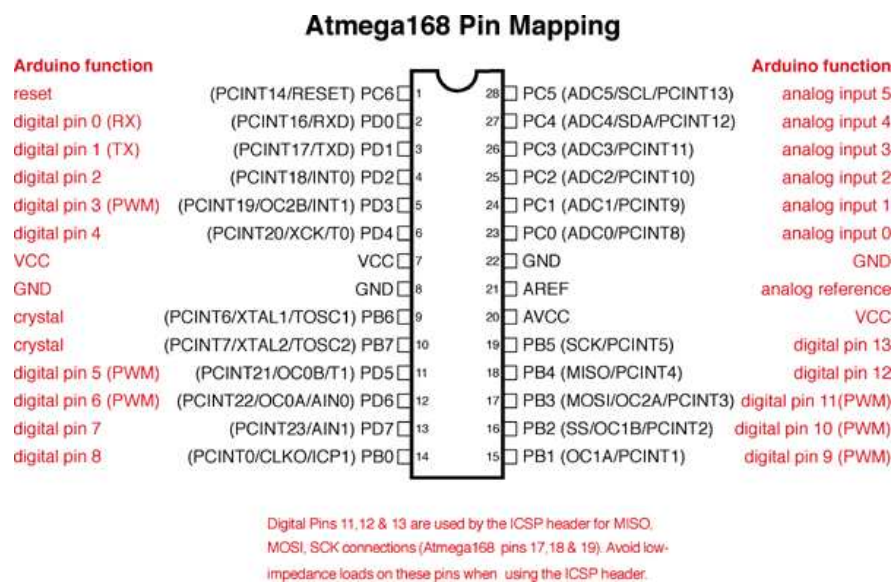 Atmega168 Pin Mapping
Arduino function Arduino function
reset (PCINT14/RESET) PC6 1 28 PC5 (ADC5/SCL/PCINT13) analog input 5
digital pin 0 (RX) (PCINT16/RXD) PD0 2 27 PC4 (ADC4/SDA/PCINT12) analog input 4
digital pin 1 (TX) (PCINT17/TXD) PD1 3 26 PC3 (ADC3/PCINT11) analog input 3
digital pin 2 (PCINT18/INT0) PD2 4 25 PC2 (ADC2/PCINT10) analog input 2
digital pin 3 (PWM) (PCINT19/OC2B/INT1) PD3 5 24 PC1 (ADC1/PCINT9) analog input 1
digital pin 4 (PCINT20/XCK/T0) PD4 6 23 PC0 (ADC0/PCINT8) analog input 0
VCC VCC 7 22 GND GND
GND GND 8 21 AREF analog reference
crystal (PCINT6/XTAL1/TOSC1) PB6 9 20 AVCC VCC
crystal (PCINT7/XTAL2/TOSC2) PB7 10 19 PB5 (SCK/PCINT5) digital pin 13
digital pin 5 (PWM) (PCINT21/OC0B/T1) PD5 11 18 PB4 (MISO/PCINT4) digital pin 12
digital pin 6 (PWM) (PCINT22/OC0A/AIN0) PD6 12 17 PB3 (MOSI/OC2A/PCINT3) digital pin 11(PWM)
digital pin 7 (PCINT23/AIN1) PD7 13 16 PB2 (SS/OC1B/PCINT2) digital pin 10 (PWM)
digital pin 8 (PCINT0/CLKO/ICP1) PB0 14 15 PB1 (OC1A/PCINT1) digital pin 9 (PWM)
Digital Pins 11,12 & 13 are used by the ICSP header for MISO,
MOSI, SCK connections (Atmega168 pins 17,18 & 19). Avoid low-
impedance loads on these pins when using the ICSP header.